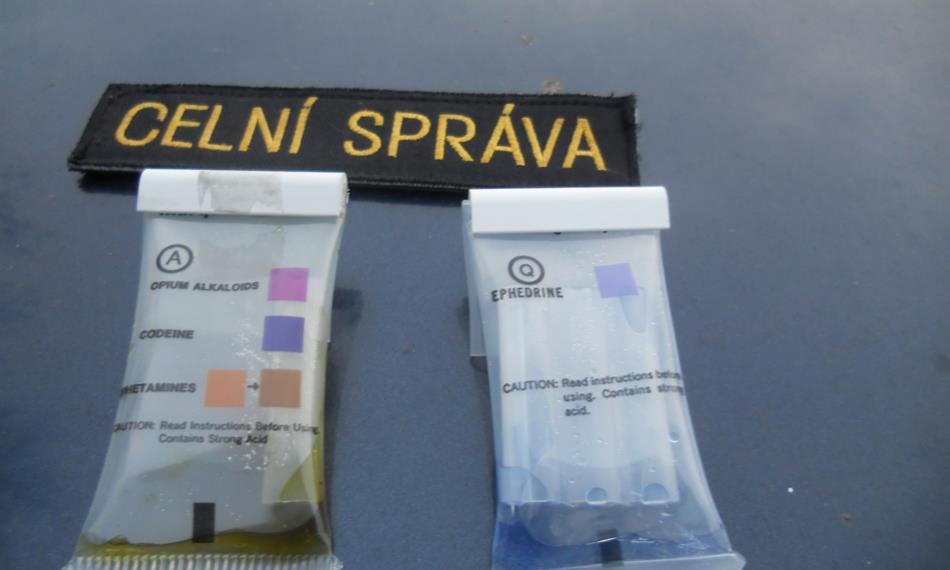 CELNÍ SPRÁVA
A
OPIUM ALKALOIDS
CODEINE
HETAMINES
CAUTION: Read Instructions Before Using.
Contains Strong Acid
Q
EPHEDRINE
CAUTION: Read instructions before
using. Contains strong
acid.